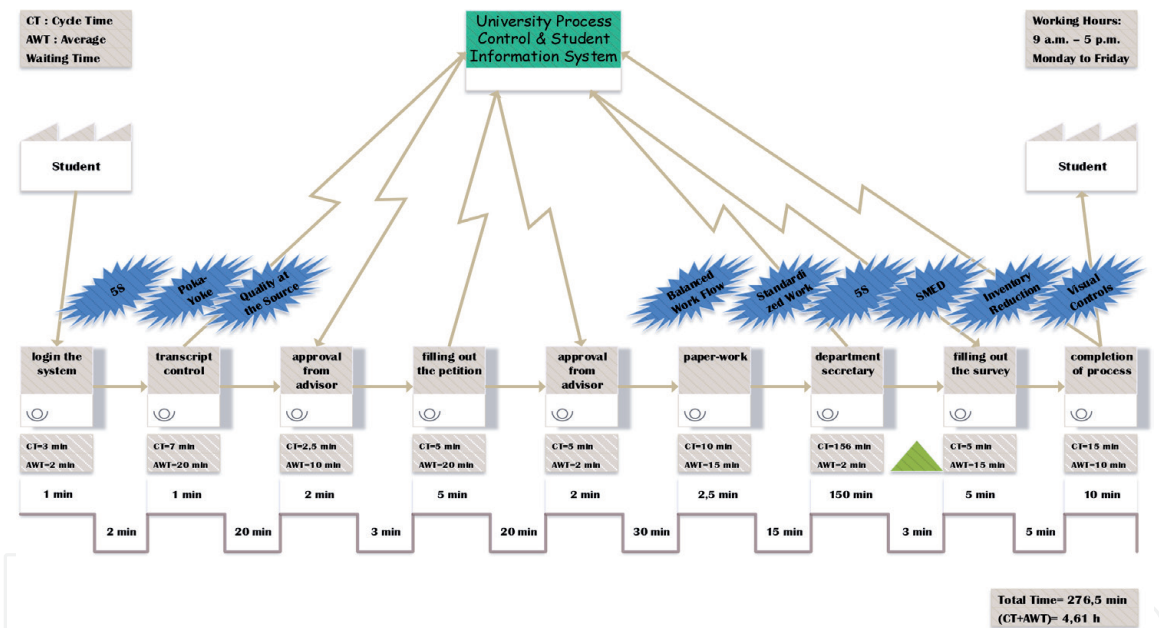 CT : Cycle Time
AWT : Average
Waiting Time
University Process
Control & Student
Information System
Working Hours:
9 a.m. – 5 p.m.
Monday to Friday
Student
Student
5S
Poka-
Yoke
Quality at
the Source
Balanced
Work Flow
Standardi
zed Work
5S
SMED
Inventory
Reduction
Visual
Controls
login the
system
transcript
control
approval
from
advisor
filling out
the petition
approval
from
advisor
paper-work
department
secretary
filling out
the survey
completion
of process
CT=3 min
AWT=2 min
CT=7 min
AWT=20 min
CT=2,5 min
AWT=10 min
CT=5 min
AWT=20 min
CT=5 min
AWT=2 min
CT=10 min
AWT=15 min
CT=156 min
AWT=2 min
CT=5 min
AWT=15 min
CT=15 min
AWT=10 min
1 min
1 min
2 min
5 min
2 min
2,5 min
150 min
5 min
10 min
2 min
20 min
3 min
20 min
30 min
15 min
3 min
5 min
Total Time= 276,5 min
(CT+AWT)= 4,61 h